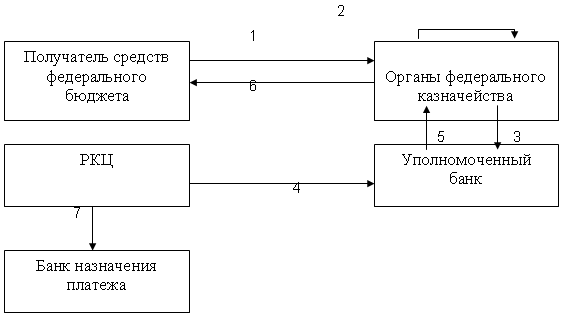 2
1
Получатель средств
федерального
бюджета
6
Органы федерального
казначейства
5
3
РКЦ
4
Уполномоченный
банк
7
Банк назначения
платежа